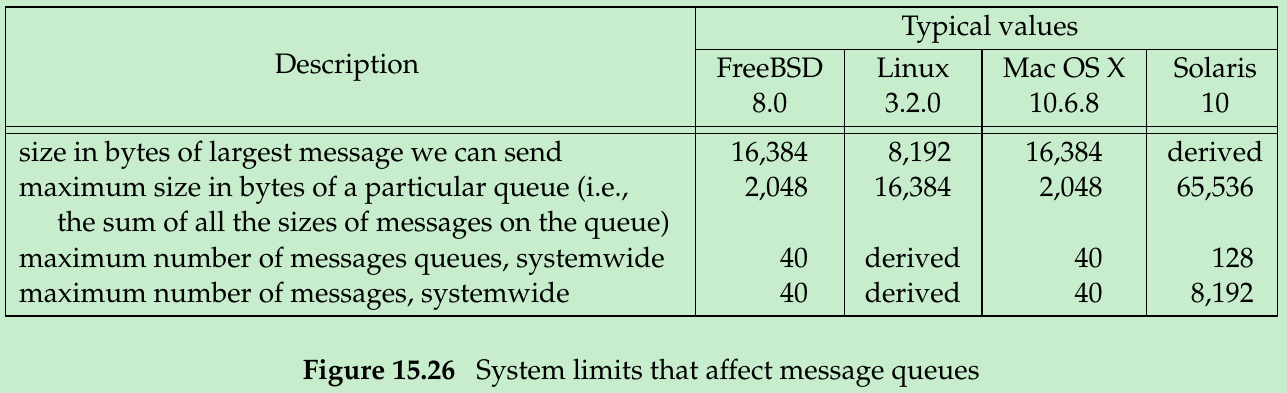 Typical values
Description
FreeBSD Linux Mac OS X Solaris
8.0 3.2.0 10.6.8 10
size in bytes of largest message we can send 16,384 8,192 16,384 derived
maximum size in bytes of a particular queue (i.e., 2,048 16,384 2,048 65,536
the sum of all the sizes of messages on the queue)
maximum number of messages queues, systemwide 40 derived 40 128
maximum number of messages, systemwide 40 derived 40 8,192
Figure 15.26 System limits that affect message queues